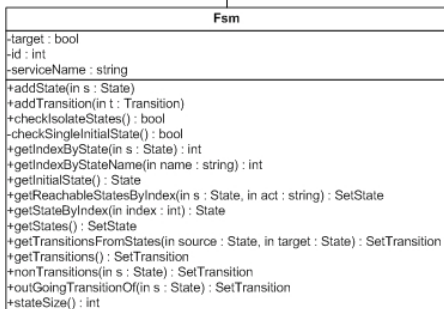 Fsm
-target : bool
-id : int
-serviceName : string
+addState(in s : State)
+addTransition(in t : Transition)
+checkIsolateStates() : bool
-checkSingleInitialState() : bool
+getIndexByState(in s : State) : int
+getIndexByStateName(in name : string) : int
+getInitialState() : State
+getReachableStatesByIndex(in s : State, in act : string) : SetState
+getStateByIndex(in index : int) : State
+getStates() : SetState
+getTransitionsFromStates(in source : State, in target : State) : SetTransition
+getTransitions() : SetTransition
+nonTransitions(in s : State) : SetTransition
+outGoingTransitionOf(in s : State) : SetTransition
+stateSize() : int